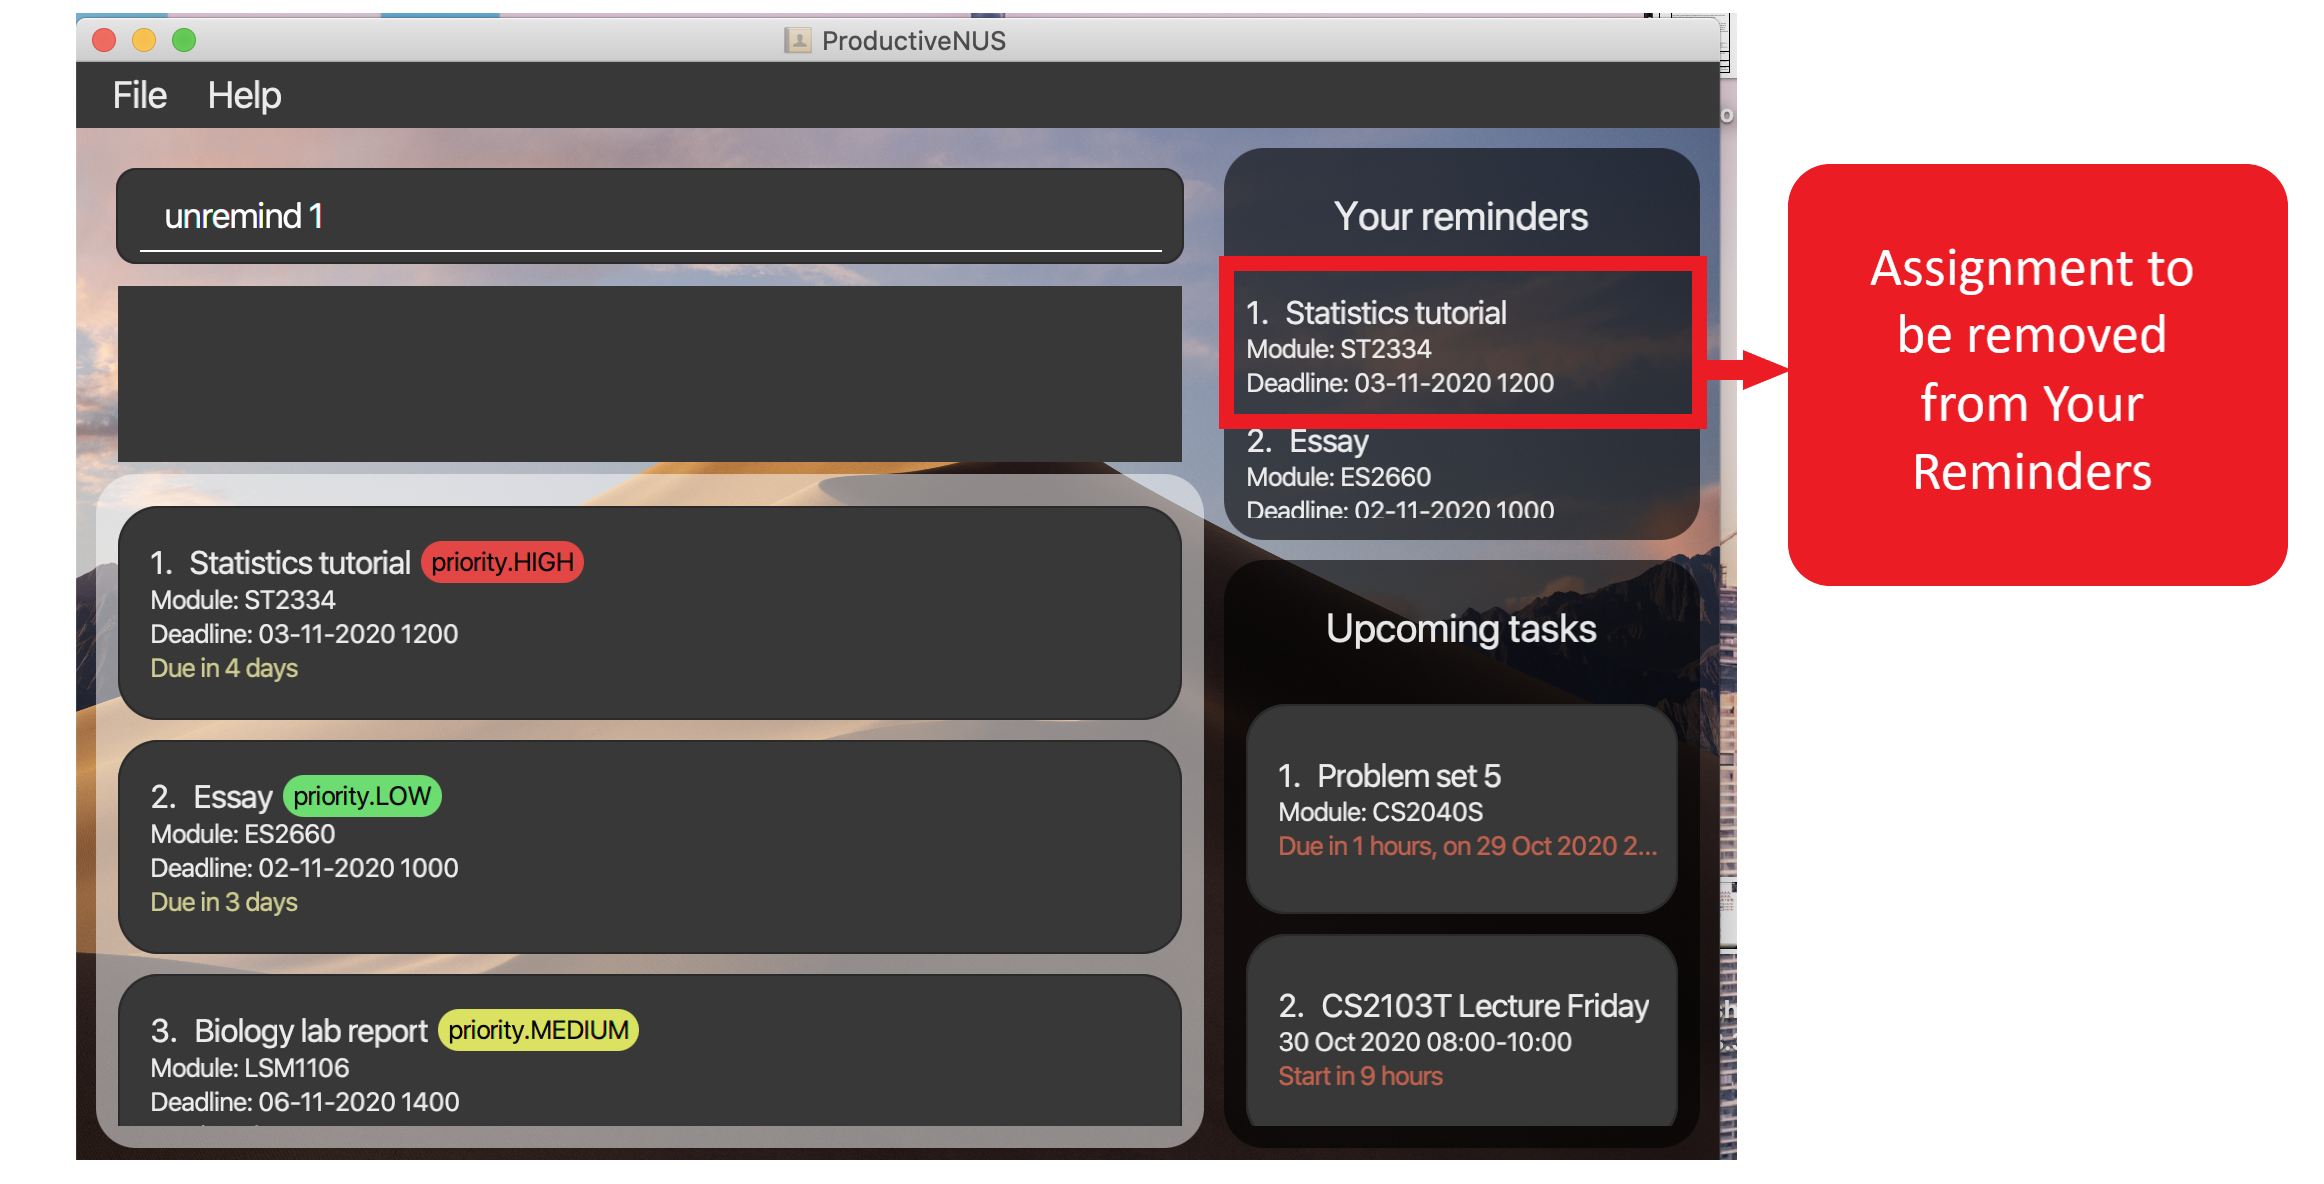 ProductiveNUS
File Help
unremind 1
Your reminders
1. Statistics tutorial
Module: ST2334
Deadline: 03-11-2020 1200
2. Essay
Module: ES2660
Deadline: 02-11-2020 1000
Assignment to
be removed
from Your
Reminders
1. Statistics tutorial priority.HIGH
Module: ST2334
Deadline: 03-11-2020 1200
Due in 4 days
2. Essay priority.LOW
Module: ES2660
Deadline: 02-11-2020 1000
Due in 3 days
3. Biology lab report priority.MEDIUM
Module: LSM1106
Deadline: 06-11-2020 1400
Upcoming tasks
1. Problem set 5
Module: CS2040S
Due in 1 hours, on 29 Oct 2020 2...
2. CS2103T Lecture Friday
30 Oct 2020 08:00-10:00
Start in 9 hours